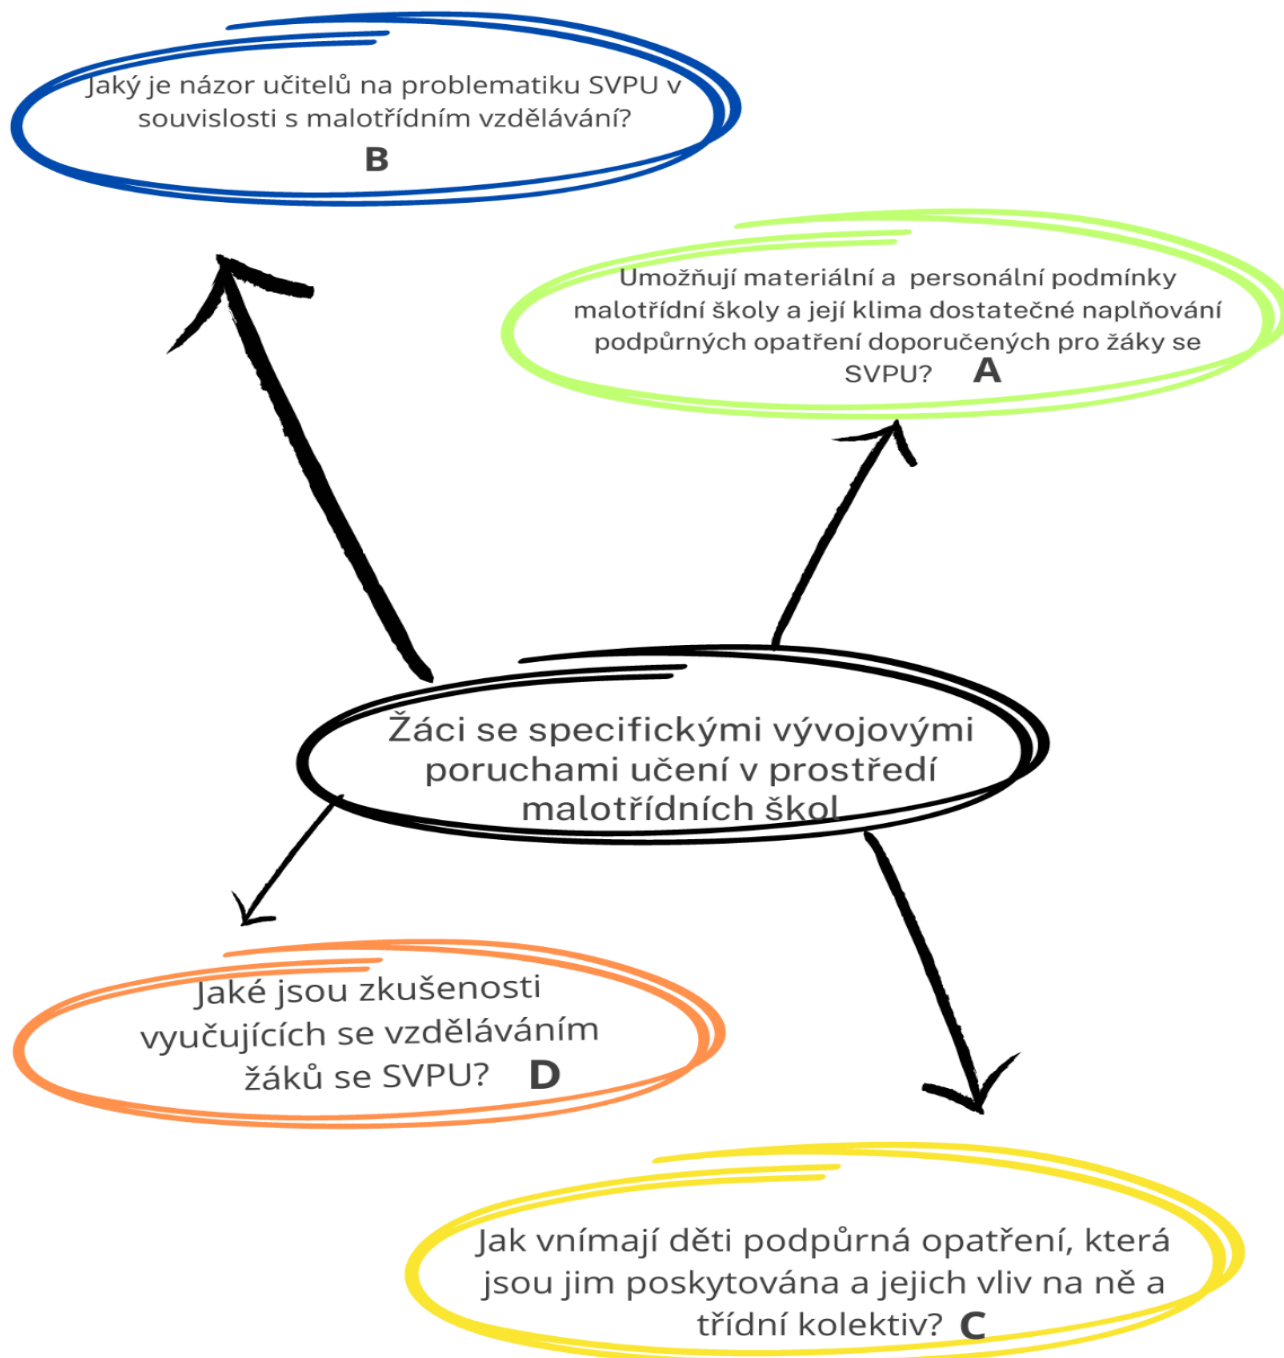 Jaký je názor učitelů na problematiku SVPU v
souvislosti s malotřídním vzdělávání?
B
Umožňují materiální a personální podmínky
malotřídní školy a její klima dostatečné naplňování
podpůrných opatření doporučených pro žáky se
SVPU? A
Žáci se specifickými vývojovými
poruchami učení v prostředí
malotřídních škol
Jaké jsou zkušenosti
vyučujících se vzděláváním
žáků se SVPU? D
Jak vnímají děti podpůrná opatření, která
jsou jim poskytována a jejich vliv na ně a
třídní kolektiv? C